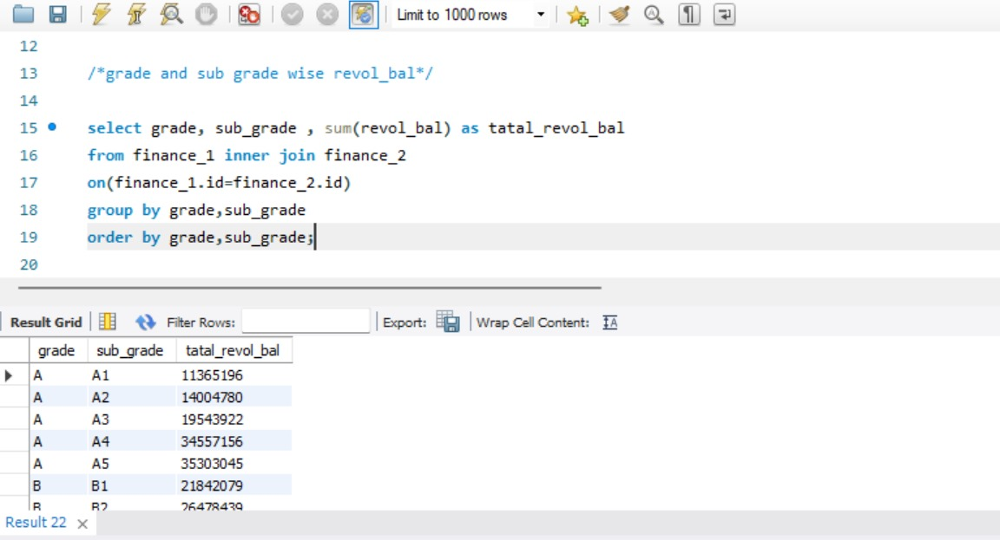 Limit to 1000 rows
12
13 /*grade and sub grade wise revol_bal*/
14
15 select grade, sub_grade , sum(revol_bal) as tatal_revol_bal
16 from finance_1 inner join finance_2
17 on(finance_1.id=finance_2.id)
18 group by grade,sub_grade
19 order by grade,sub_grade;
20
Result Grid Filter Rows: Export: Wrap Cell Content:
grade sub_grade tatal_revol_bal
A A1 11365196
A A2 14004780
A A3 19543922
A A4 34557156
A A5 35303045
B B1 21842079
B B2 26478439
Result 22